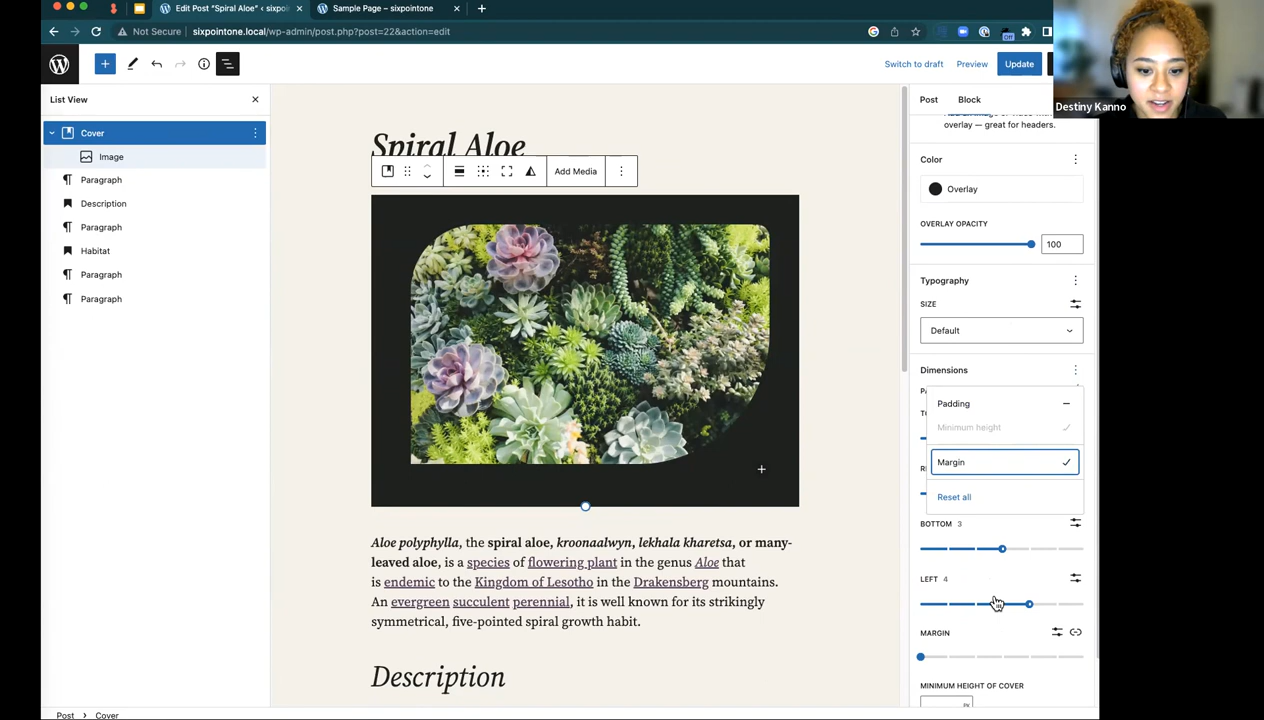 Edit Post "Spiral Aloe" ‹ sixpo
Sample Page – sixpointone
Not Secure
sixpointone.local/wp-admin/post.php?post=22&action=edit
Off
Destiny Kanno
Switch to draft
Preview
Update
List View
Cover
Image
Paragraph
Description
Paragraph
Habitat
Paragraph
Paragraph
Spiral Aloe
Add Media
Aloe polyphylla, the spiral aloe, kroonaalwyn, lekhala kharetsa, or many-
leaved aloe, is a species of flowering plant in the genus Aloe that
is endemic to the Kingdom of Lesotho in the Drakensberg mountains.
An evergreen succulent perennial, it is well known for its strikingly
symmetrical, five-pointed spiral growth habit.
Description
Post
Block
overlay — great for headers.
Color
Overlay
OVERLAY OPACITY
100
Typography
SIZE
Default
Dimensions
Padding
Minimum height
Margin
Reset all
BOTTOM 3
LEFT 4
MARGIN
MINIMUM HEIGHT OF COVER
PX
Post
Cover